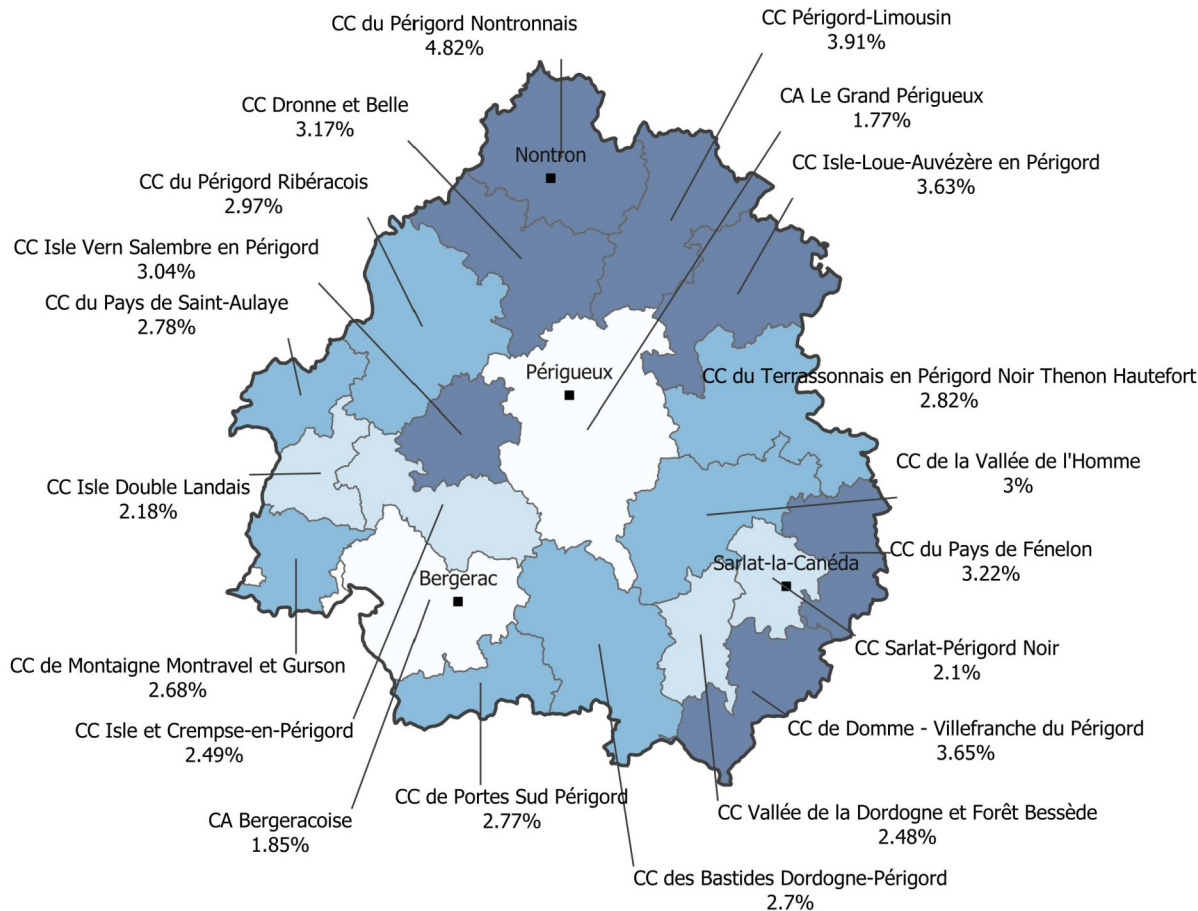 CC du Périgord Nontronnais
4.82%
CC Périgord-Limousin
3.91%
CC Dronne et Belle
3.17%
CA Le Grand Périgueux
1.77%
Nontron
CC Isle-Loue-Auvézère en Périgord
3.63%
CC du Périgord Ribéracois
2.97%
CC Isle Vern Salembre en Périgord
3.04%
CC du Pays de Saint-Aulaye
2.78%
Périgueux
CC du Terrassonnais en Périgord Noir Thenon Hautefort
2.82%
CC de la Vallée de l'Homme
3%
CC Isle Double Landais
2.18%
CC du Pays de Fénelon
3.22%
Sarlat-la-Canéda
Bergerac
CC Sarlat-Périgord Noir
2.1%
CC de Montaigne Montravel et Gurson
2.68%
CC Isle et Crempse-en-Périgord
2.49%
CC de Domme - Villefranche du Périgord
3.65%
CC de Portes Sud Périgord
2.77%
CC Vallée de la Dordogne et Forêt Bessède
2.48%
CA Bergeracoise
1.85%
CC des Bastides Dordogne-Périgord
2.7%